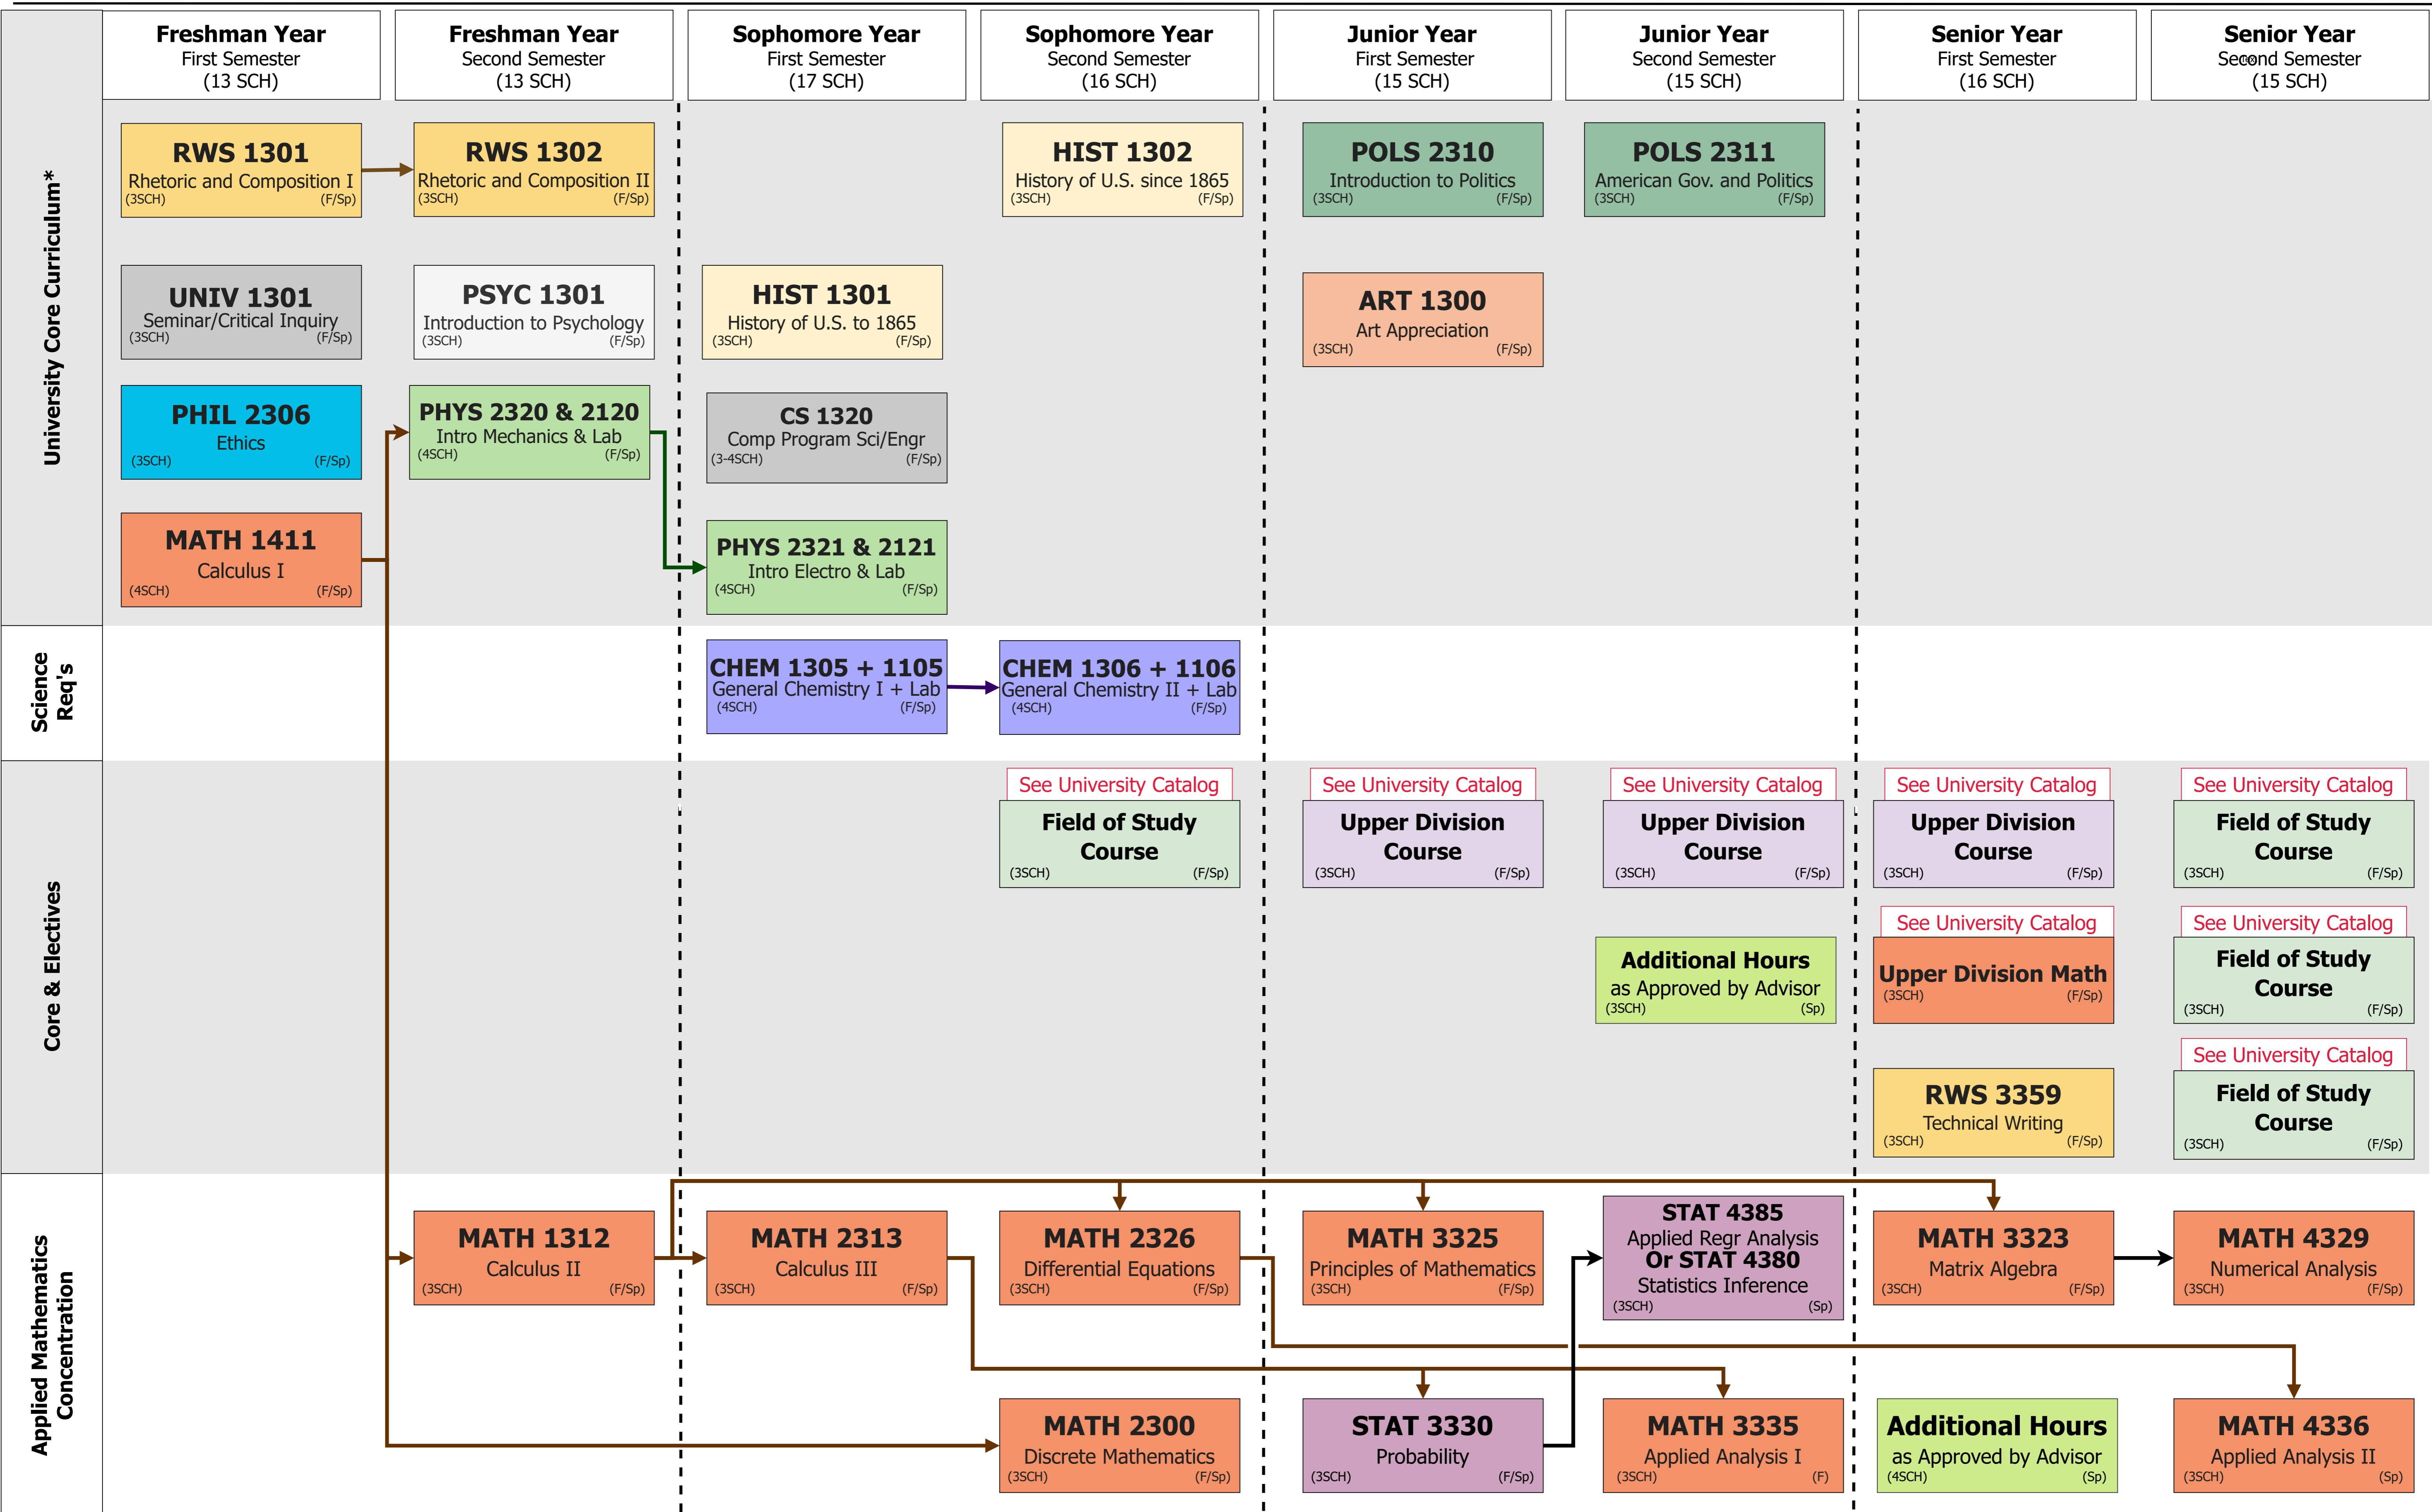 Freshman Year
First Semester
(13 SCH)
Freshman Year
Second Semester
(13 SCH)
Sophomore Year
First Semester
(17 SCH)
Sophomore Year
Second Semester
(16 SCH)
Junior Year
First Semester
(15 SCH)
Junior Year
Second Semester
(15 SCH)
Senior Year
First Semester
(16 SCH)
Senior Year
Second Semester
(15 SCH)
University Core Curriculum*
RWS 1301
Rhetoric and Composition I
(3SCH) (F/Sp)
RWS 1302
Rhetoric and Composition II
(3SCH) (F/Sp)
HIST 1302
History of U.S. since 1865
(3SCH) (F/Sp)
POLS 2310
Introduction to Politics
(3SCH) (F/Sp)
POLS 2311
American Gov. and Politics
(3SCH) (F/Sp)
UNIV 1301
Seminar/Critical Inquiry
(3SCH) (F/Sp)
PSYC 1301
Introduction to Psychology
(3SCH) (F/Sp)
HIST 1301
History of U.S. to 1865
(3SCH) (F/Sp)
ART 1300
Art Appreciation
(3SCH) (F/Sp)
PHIL 2306
Ethics
(3SCH) (F/Sp)
PHYS 2320 & 2120
Intro Mechanics & Lab
(4SCH) (F/Sp)
CS 1320
Comp Program Sci/Engr
(3-4SCH) (F/Sp)
MATH 1411
Calculus I
(4SCH) (F/Sp)
PHYS 2321 & 2121
Intro Electro & Lab
(4SCH) (F/Sp)
Science
Req's
CHEM 1305 + 1105
General Chemistry I + Lab
(4SCH) (F/Sp)
CHEM 1306 + 1106
General Chemistry II + Lab
(4SCH) (F/Sp)
Core & Electives
See University Catalog
Field of Study
Course
(3SCH) (F/Sp)
See University Catalog
Upper Division
Course
(3SCH) (F/Sp)
See University Catalog
Upper Division
Course
(3SCH) (F/Sp)
See University Catalog
Upper Division
Course
(3SCH) (F/Sp)
See University Catalog
Field of Study
Course
(3SCH) (F/Sp)
Additional Hours
as Approved by Advisor
(3SCH) (Sp)
See University Catalog
Upper Division Math
(3SCH) (F/Sp)
See University Catalog
Field of Study
Course
(3SCH) (F/Sp)
RWS 3359
Technical Writing
(3SCH) (F/Sp)
See University Catalog
Field of Study
Course
(3SCH) (F/Sp)
Applied Mathematics
Concentration
MATH 1312
Calculus II
(3SCH) (F/Sp)
MATH 2313
Calculus III
(3SCH) (F/Sp)
MATH 2326
Differential Equations
(3SCH) (F/Sp)
MATH 3325
Principles of Mathematics
(3SCH) (F/Sp)
STAT 4385
Applied Regr Analysis
Or STAT 4380
Statistics Inference
(3SCH) (Sp)
MATH 3323
Matrix Algebra
(3SCH) (F/Sp)
MATH 4329
Numerical Analysis
(3SCH) (F/Sp)
MATH 2300
Discrete Mathematics
(3SCH) (F/Sp)
STAT 3330
Probability
(3SCH) (F/Sp)
MATH 3335
Applied Analysis I
(3SCH) (F)
Additional Hours
as Approved by Advisor
(4SCH) (Sp)
MATH 4336
Applied Analysis II
(3SCH) (Sp)